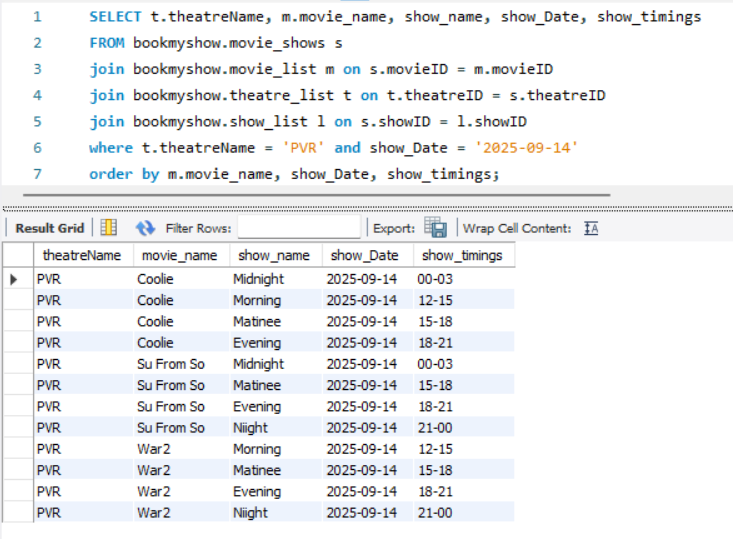 1 SELECT t.theatreName, m.movie_name, show_name, show_Date, show_timings
2 FROM bookmyshow.movie_shows s
3 join bookmyshow.movie_list m on s.movieID = m.movieID
4 join bookmyshow.theatre_list t on t.theatreID = s.theatreID
5 join bookmyshow.show_list l on s.showID = l.showID
6 where t.theatreName = 'PVR' and show_Date = '2025-09-14'
7 order by m.movie_name, show_Date, show_timings;
Result Grid Filter Rows: Export: Wrap Cell Content: IA
theatreName movie_name show_name show_Date show_timings
PVR Coolie Midnight 2025-09-14 00-03
PVR Coolie Morning 2025-09-14 12-15
PVR Coolie Matinee 2025-09-14 15-18
PVR Coolie Evening 2025-09-14 18-21
PVR Su From So Midnight 2025-09-14 00-03
PVR Su From So Matinee 2025-09-14 15-18
PVR Su From So Evening 2025-09-14 18-21
PVR Su From So Niight 2025-09-14 21-00
PVR War2 Morning 2025-09-14 12-15
PVR War2 Matinee 2025-09-14 15-18
PVR War2 Evening 2025-09-14 18-21
PVR War2 Niight 2025-09-14 21-00